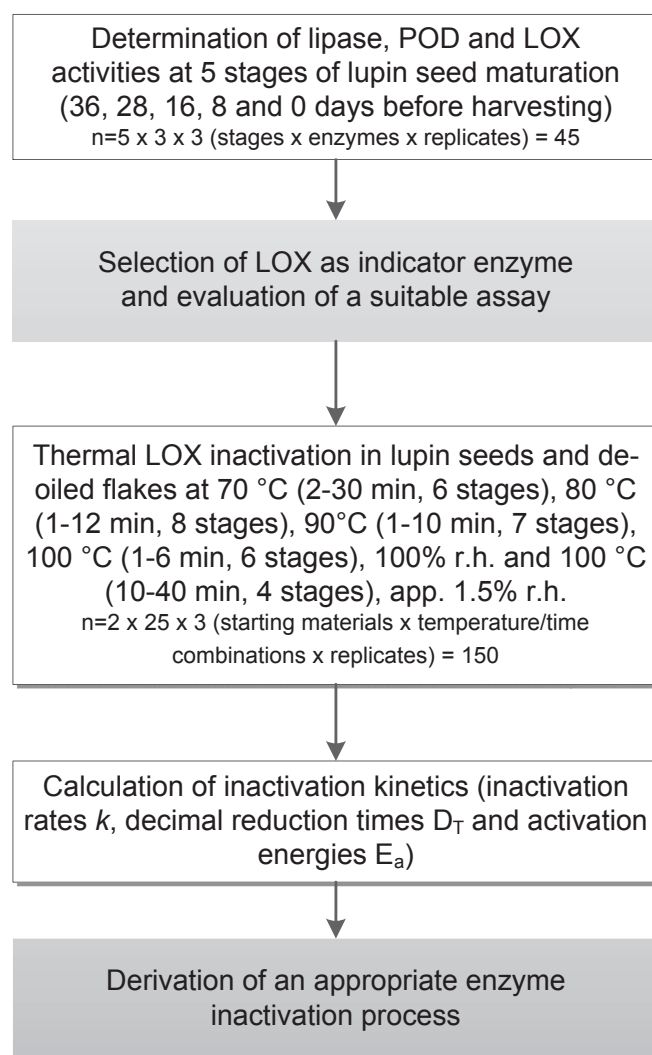 Determination of lipase, POD and LOX
activities at 5 stages of lupin seed maturation
(36, 28, 16, 8 and 0 days before harvesting)
n=5 x 3 x 3 (stages x enzymes x replicates) = 45
Selection of LOX as indicator enzyme
and evaluation of a suitable assay
Thermal LOX inactivation in lupin seeds and de-
oiled flakes at 70 °C (2-30 min, 6 stages), 80 °C
(1-12 min, 8 stages), 90°C (1-10 min, 7 stages),
100 °C (1-6 min, 6 stages), 100% r.h. and 100 °C
(10-40 min, 4 stages), app. 1.5% r.h.
n=2 x 25 x 3 (starting materials x temperature/time
combinations x replicates) = 150
Calculation of inactivation kinetics (inactivation
rates k, decimal reduction times D_T and activation
energies E_a)
Derivation of an appropriate enzyme
inactivation process